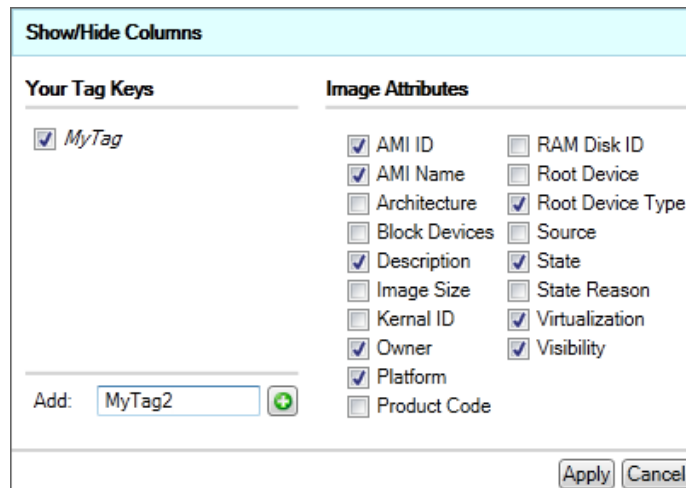 Show/Hide Columns
Your Tag Keys
MyTag
Add: MyTag2
Image Attributes
AMI ID
AMI Name
Architecture
Block Devices
Description
Image Size
Kernal ID
Owner
Platform
Product Code
RAM Disk ID
Root Device
Root Device Type
Source
State
State Reason
Virtualization
Visibility
Apply Cancel